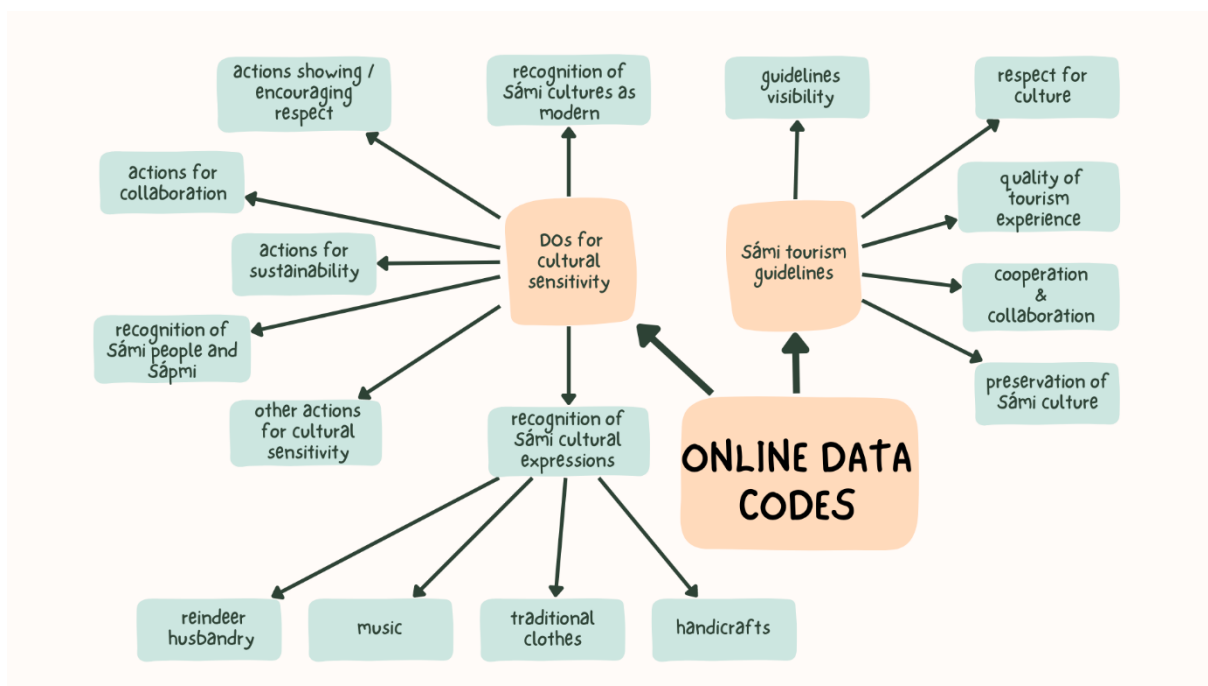 actions showing /
encouraging
respect
recognition of
Sámi cultures as
modern
guidelines
visibility
respect for
culture
actions for
collaboration
quality of
tourism
experience
actions for
sustainability
DOs for
cultural
sensitivity
Sámi tourism
guidelines
cooperation
&
collaboration
recognition of
Sámi people and
Sápmi
preservation of
Sámi culture
other actions
for cultural
sensitivity
recognition of
Sámi cultural
expressions
ONLINE DATA
CODES
reindeer
husbandry
music
traditional
clothes
handicrafts